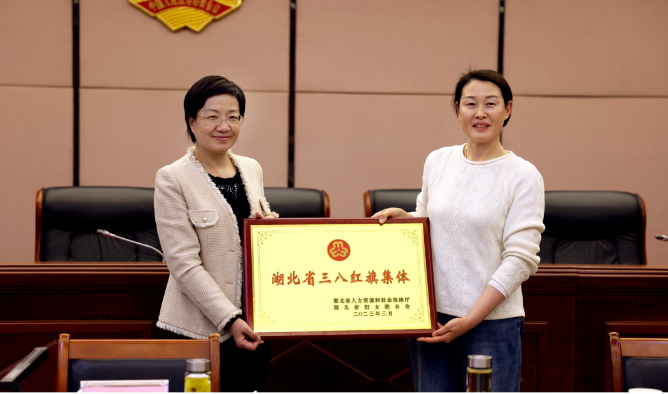 湖北省三八红旗集体
湖北省人力资源和社会保障厅
湖北省妇女联合会
二〇二三年三月